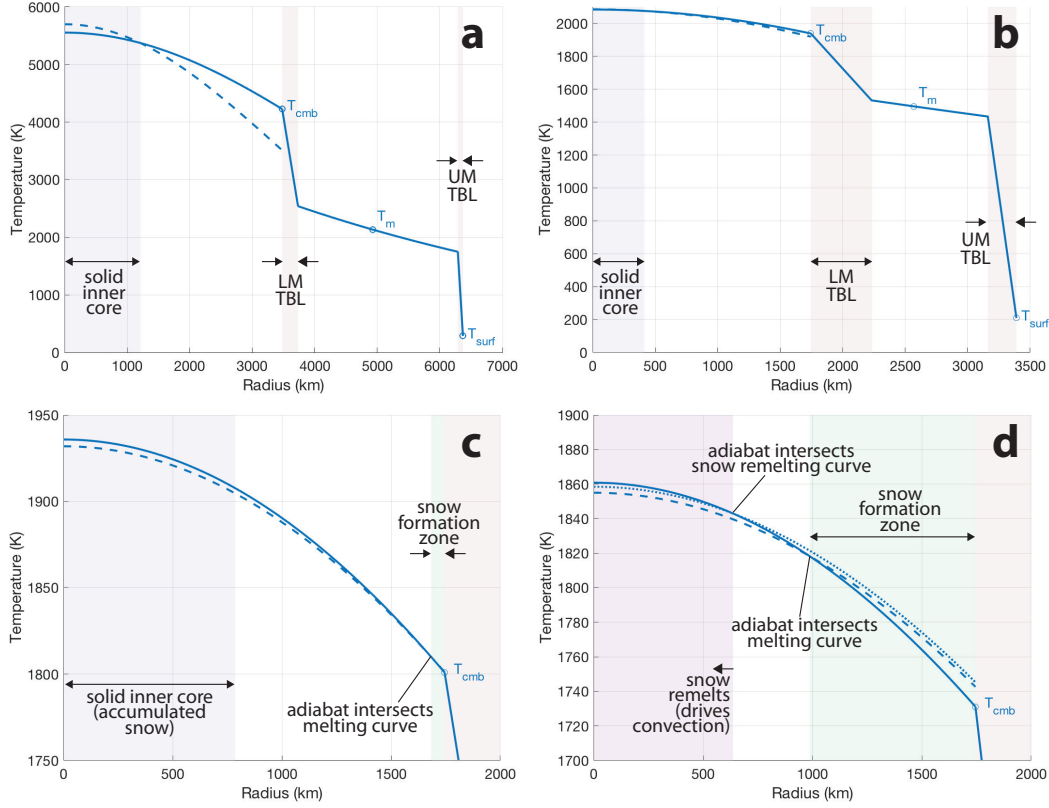 a
Temperature (K)
6000
5000
4000
3000
2000
1000
0
T_cmb
T_m
T_surf
UM
TBL
LM
TBL
solid
inner
core
0 1000 2000 3000 4000 5000 6000 7000
Radius (km)
b
Temperature (K)
2000
1800
1600
1400
1200
1000
800
600
400
200
0
T_cmb
T_m
T_surf
UM
TBL
LM
TBL
solid
inner
core
0 500 1000 1500 2000 2500 3000 3500
Radius (km)
c
Temperature (K)
1950
1900
1850
1800
1750
snow
formation
zone
T_cmb
solid inner core
(accumulated
snow)
adiabat intersects
melting curve
0 500 1000 1500 2000
Radius (km)
d
Temperature (K)
1900
1880
1860
1840
1820
1800
1780
1760
1740
1720
1700
adiabat intersects
snow remelting curve
snow
formation
zone
adiabat intersects
melting curve
snow
remelts
(drives
convection)
T_cmb
0 500 1000 1500 2000
Radius (km)